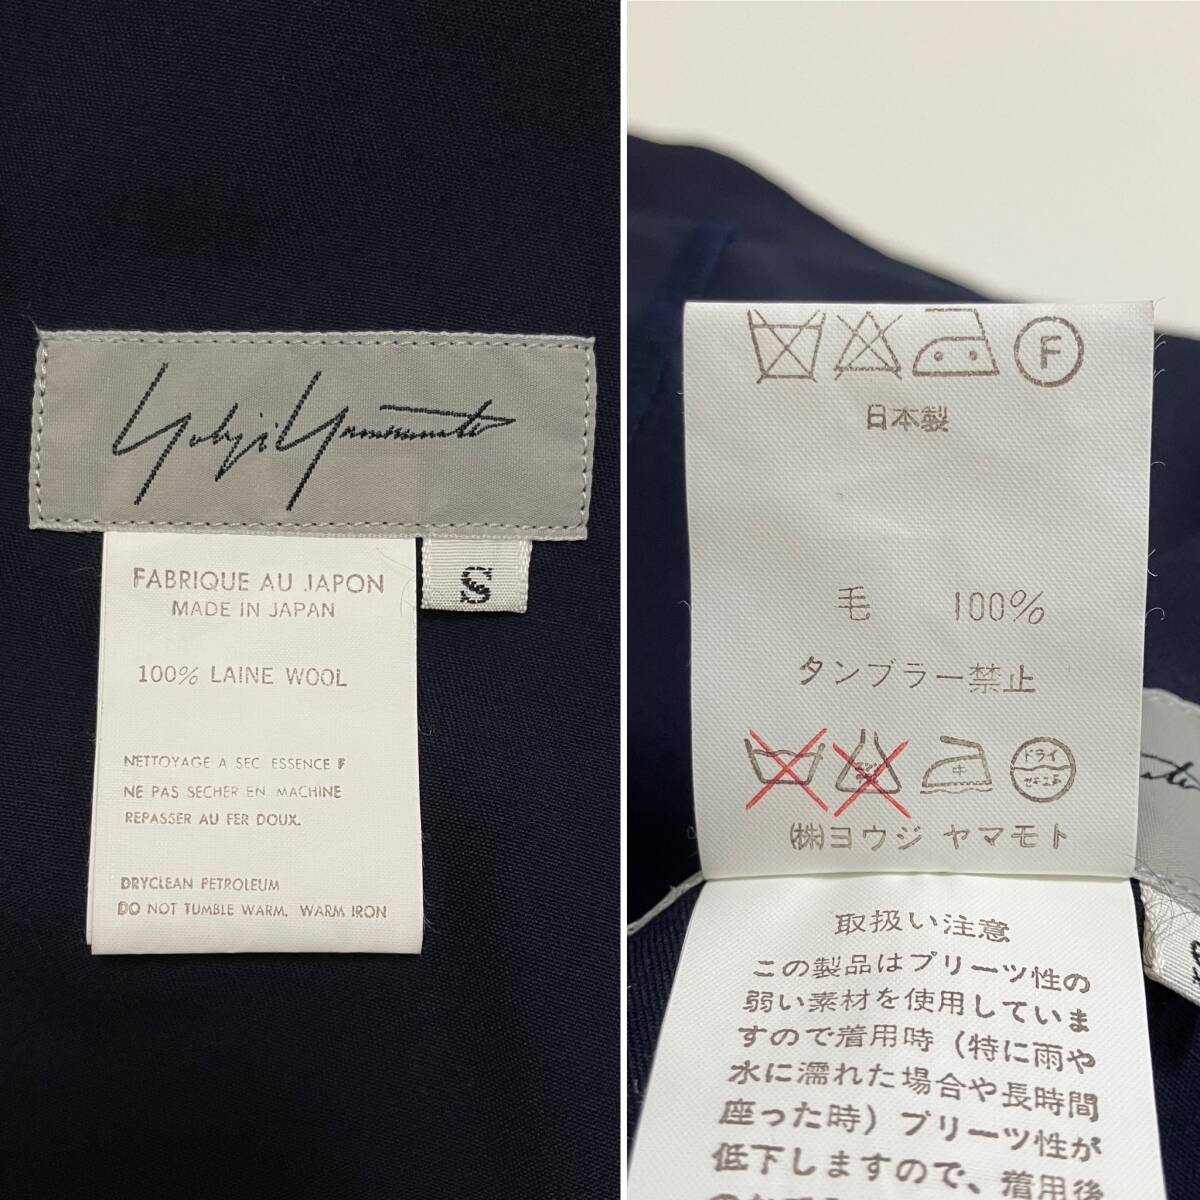 Yohji Yamamoto
S
FABRIQUE AU JAPON
MADE IN JAPAN
100% LAINE WOOL
NETTOYAGE A SEC ESSENCE F
NE PAS SECHER EN MACHINE
REPASSER AU FER DOUX.
DRYCLEAN PETROLEUM
DO NOT TUMBLE WARM, WARM IRON
F
日本製
毛 100%
タンブラー禁止
中 ドライ
セキユ系
(株)ヨウジ ヤマモト
取扱い注意
この製品はプリーツ性の
弱い素材を使用していま
すので着用時(特に雨や
水に濡れた場合や長時間
座った時)プリーツ性が
低下しますので、着用後